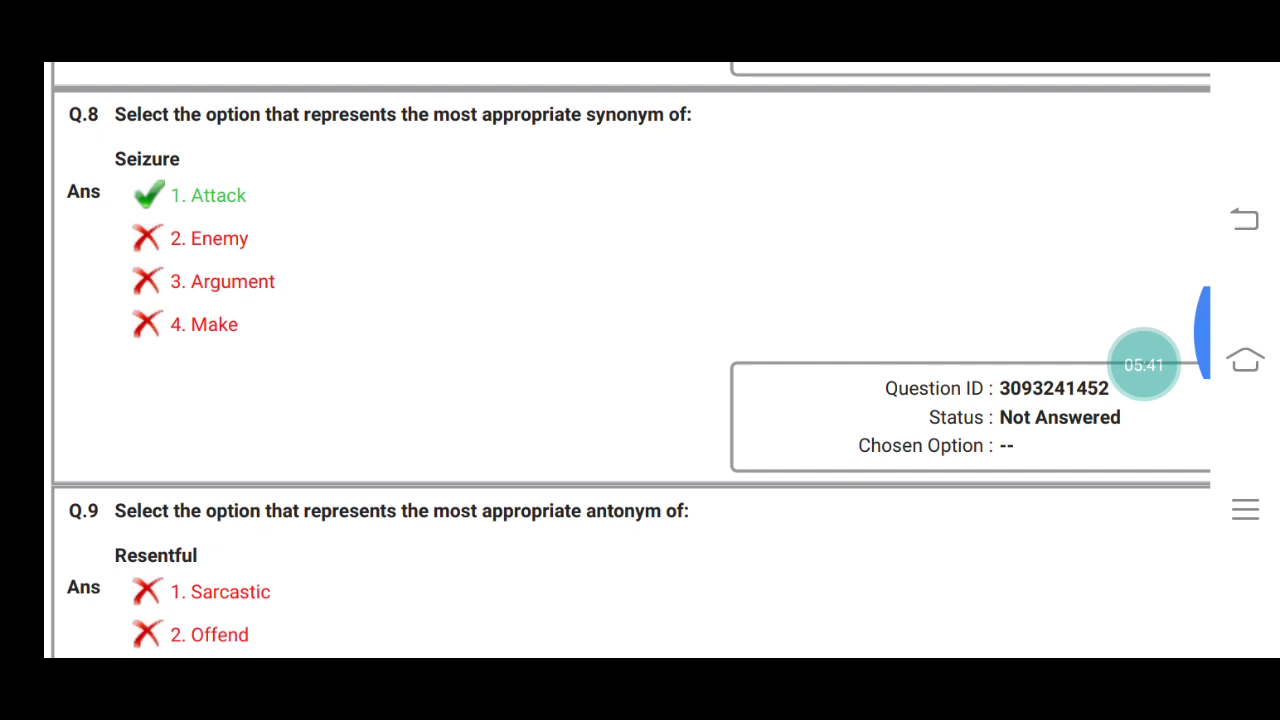 Q.8 Select the option that represents the most appropriate synonym of:
Seizure
Ans 1. Attack
2. Enemy
3. Argument
4. Make
05:41
Question ID : 3093241452
Status : Not Answered
Chosen Option : --
Q.9 Select the option that represents the most appropriate antonym of:
Resentful
Ans 1. Sarcastic
2. Offend